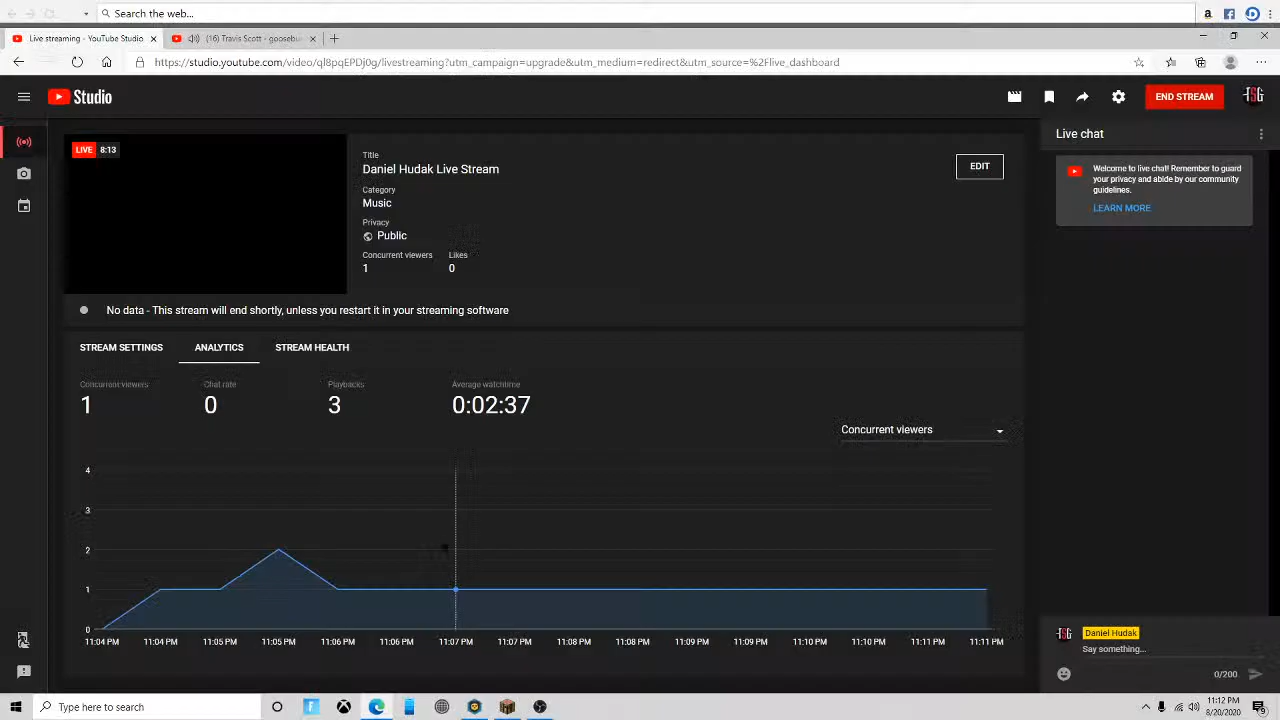 Search the web...
Live streaming - YouTube Studio
(16) Travis Scott - goosebu
https://studio.youtube.com/video/qI8pqEPDj0g/livestreaming?utm_campaign=upgrade&utm_medium=redirect&utm_source=%2Flive_dashboard
Studio
END STREAM
TSG
LIVE 8:13
Title
Daniel Hudak Live Stream
EDIT
Category
Music
Privacy
Public
Concurrent viewers Likes
1 0
No data - This stream will end shortly, unless you restart it in your streaming software
STREAM SETTINGS ANALYTICS STREAM HEALTH
Concurrent viewers Chat rate Playbacks Average watchtime
1 0 3 0:02:37
Concurrent viewers
4
3
2
1
0
11:04 PM 11:04 PM 11:05 PM 11:05 PM 11:06 PM 11:06 PM 11:07 PM 11:07 PM 11:08 PM 11:08 PM 11:09 PM 11:09 PM 11:10 PM 11:10 PM 11:11 PM 11:11 PM
Live chat
Welcome to live chat! Remember to guard
your privacy and abide by our community
guidelines.
LEARN MORE
TSG
Daniel Hudak
Say something...
0/200
Type here to search
11:12 PM
8/20/2020